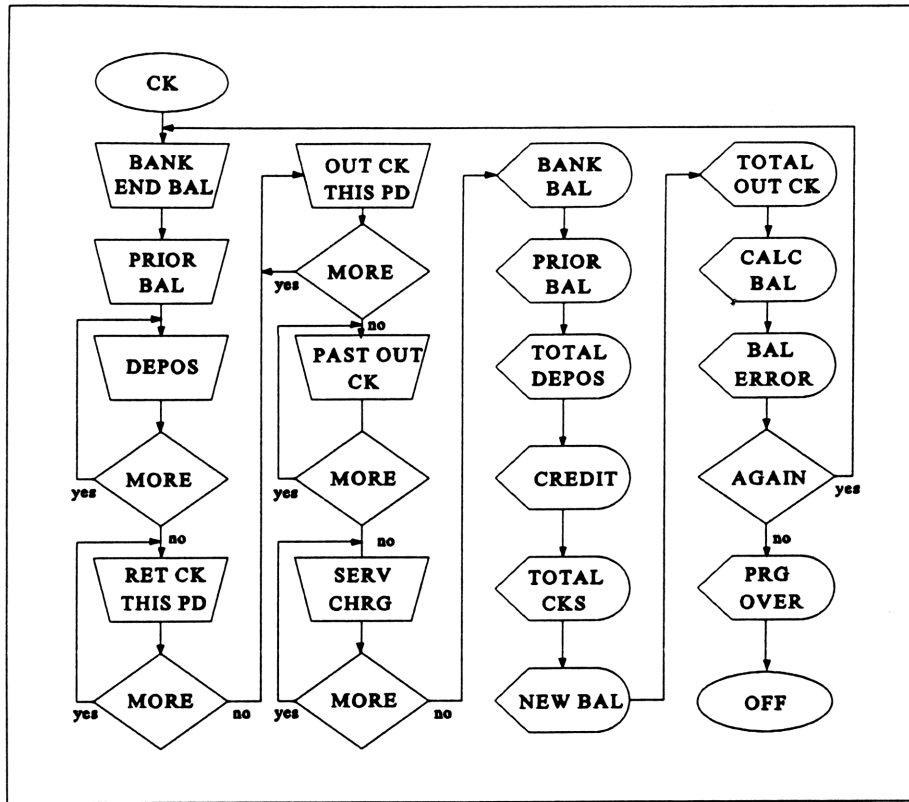 CK
BANK
END BAL
PRIOR
BAL
DEPOS
MORE
yes
no
RET CK
THIS PD
MORE
yes
no
OUT CK
THIS PD
MORE
yes
no
PAST OUT
CK
MORE
yes
no
SERV
CHRG
MORE
yes
no
BANK
BAL
PRIOR
BAL
TOTAL
DEPOS
CREDIT
TOTAL
CKS
NEW BAL
TOTAL
OUT CK
CALC
BAL
BAL
ERROR
AGAIN
yes
no
PRG
OVER
OFF